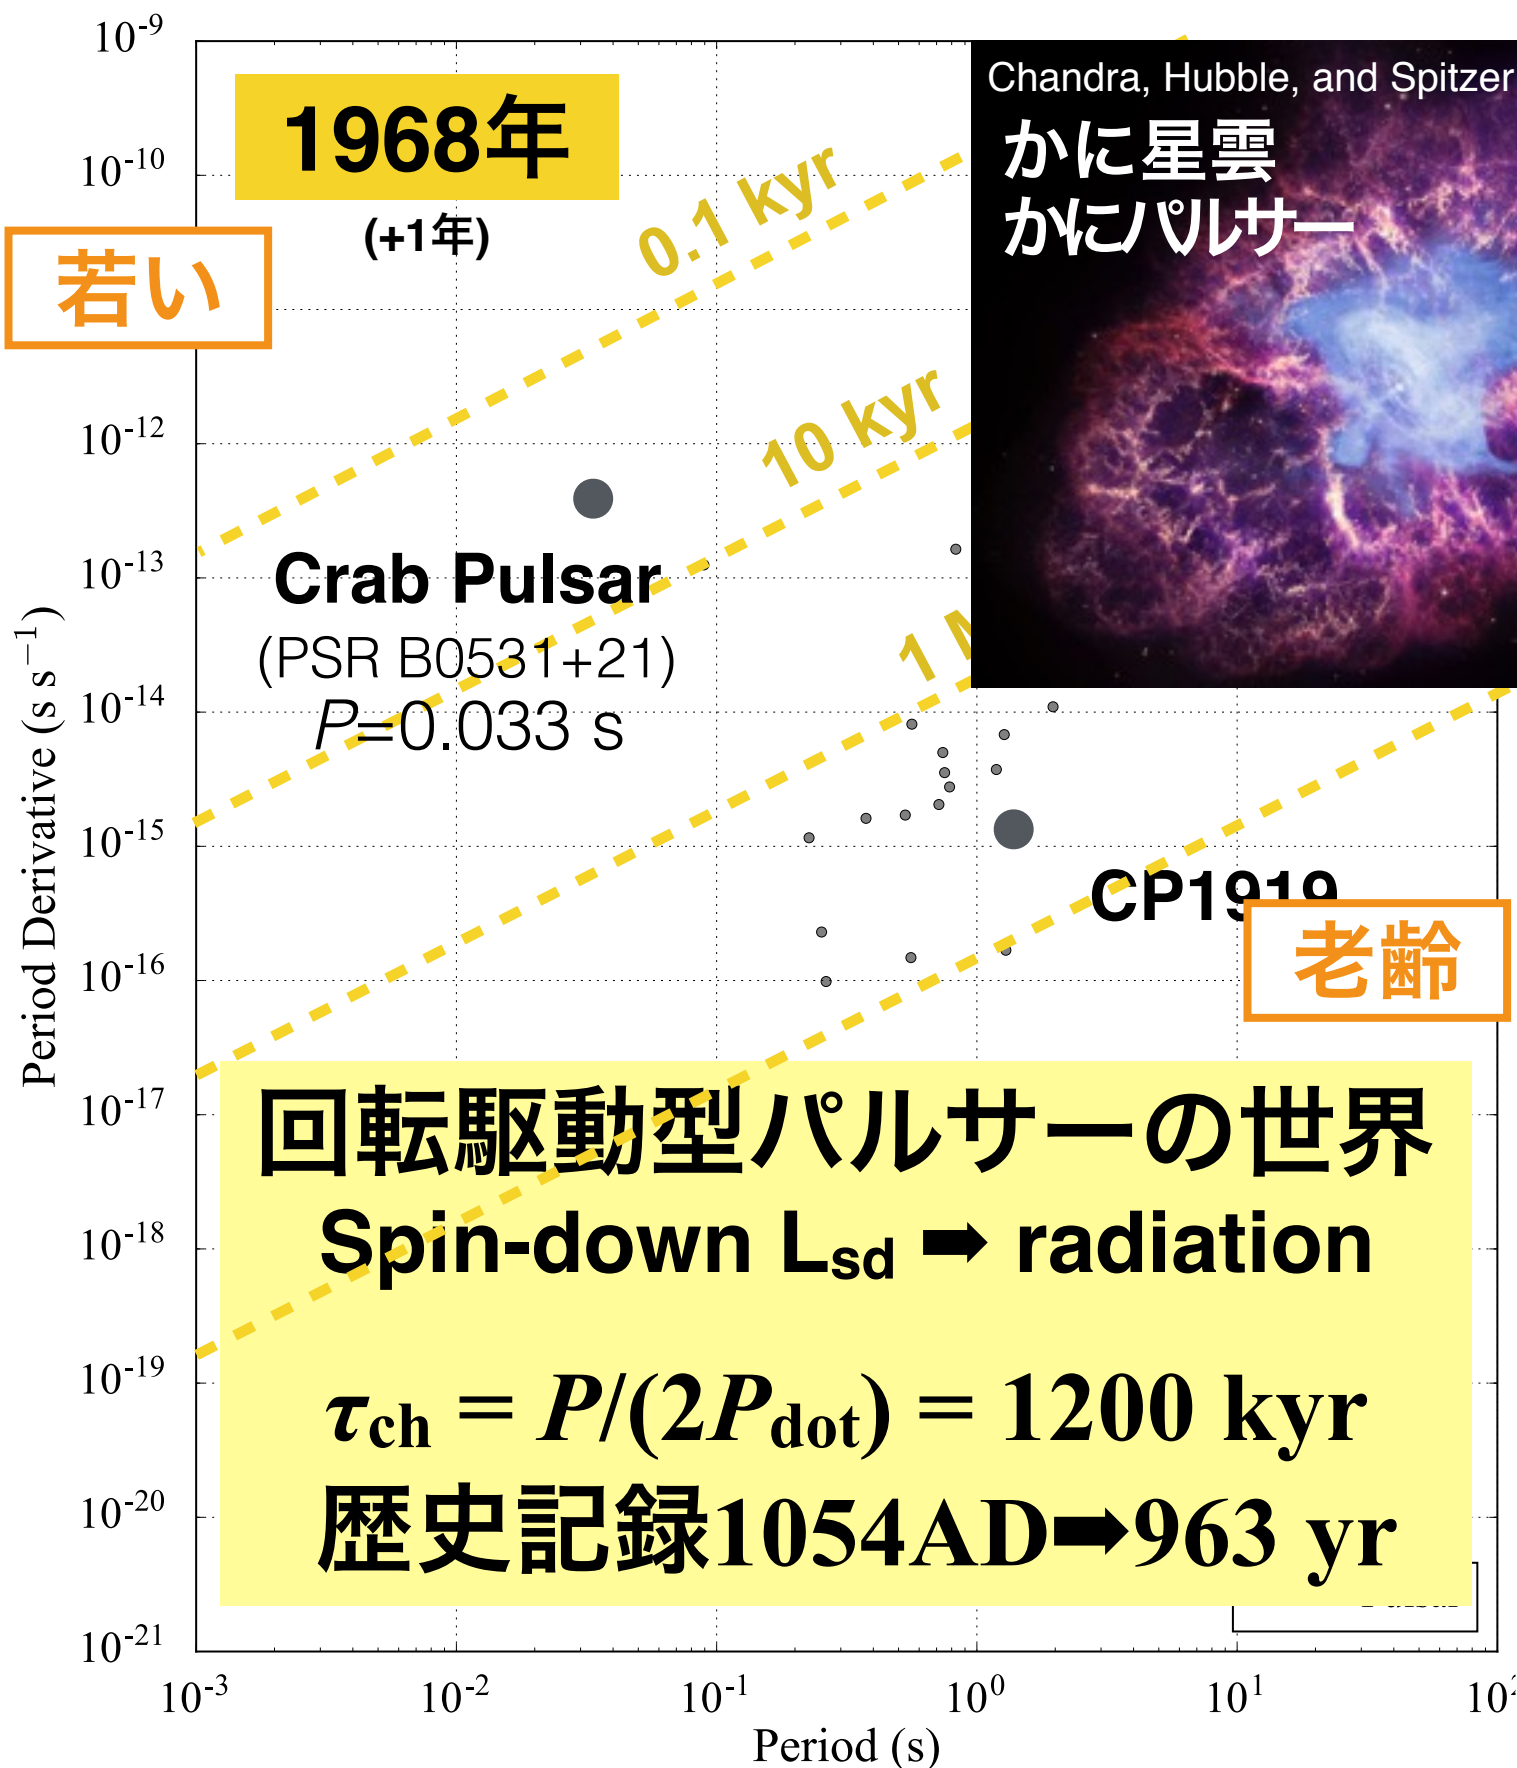 10-9
10-10
10-12
10-13
10-14
10-15
10-16
10-17
10-18
10-19
10-20
10-21
Period Derivative (s s−1)
1968年
(+1年)
若い
0.1 kyr
10 kyr
1
Chandra, Hubble, and Spitzer
かに星雲
かにパルサー
Crab Pulsar
(PSR B0531+21)
P=0.033 s
CP1919
老齢
回転駆動型パルサーの世界
Spin-down Lsd ➡ radiation
τch = P/(2Pdot) = 1200 kyr
歴史記録1054AD➡963 yr
10-3
10-2
10-1
100
101
Period (s)